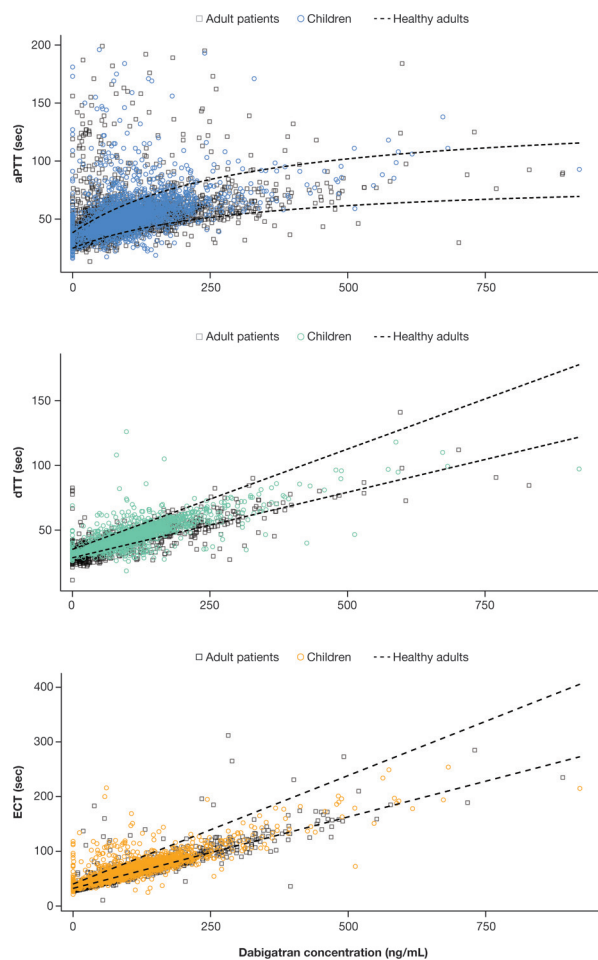 Adult patients Children Healthy adults
200
150
100
50
aPTT (sec)
0 250 500 750
Adult patients Children Healthy adults
150
100
50
dTT (sec)
0 250 500 750
Adult patients Children Healthy adults
400
300
200
100
0
ECT (sec)
0 250 500 750
Dabigatran concentration (ng/mL)